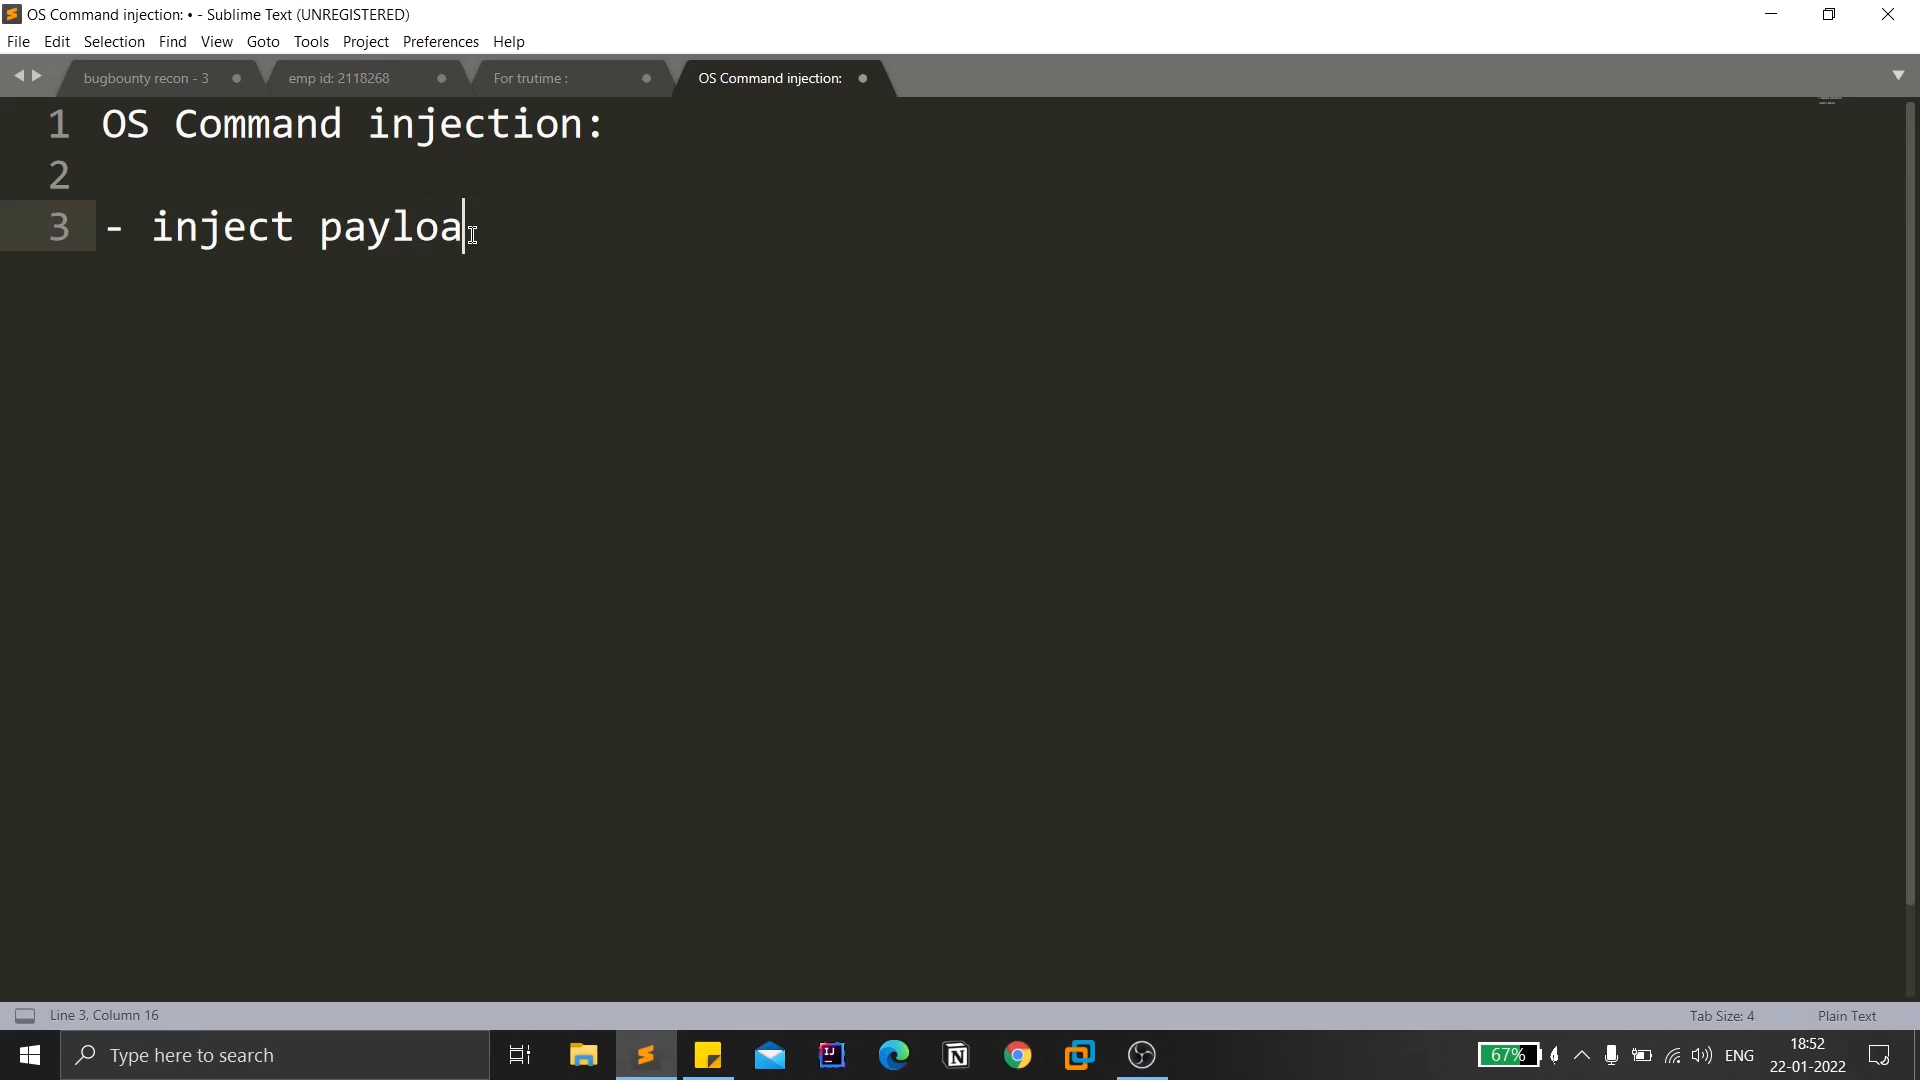 OS Command injection: • - Sublime Text (UNREGISTERED)
File Edit Selection Find View Goto Tools Project Preferences Help
bugbounty recon - 3 emp id: 2118268 For trutime : OS Command injection:
1 OS Command injection:
2
3 - inject payloa
Line 3, Column 16 Tab Size: 4 Plain Text
Type here to search 67% ENG 18:52
22-01-2022